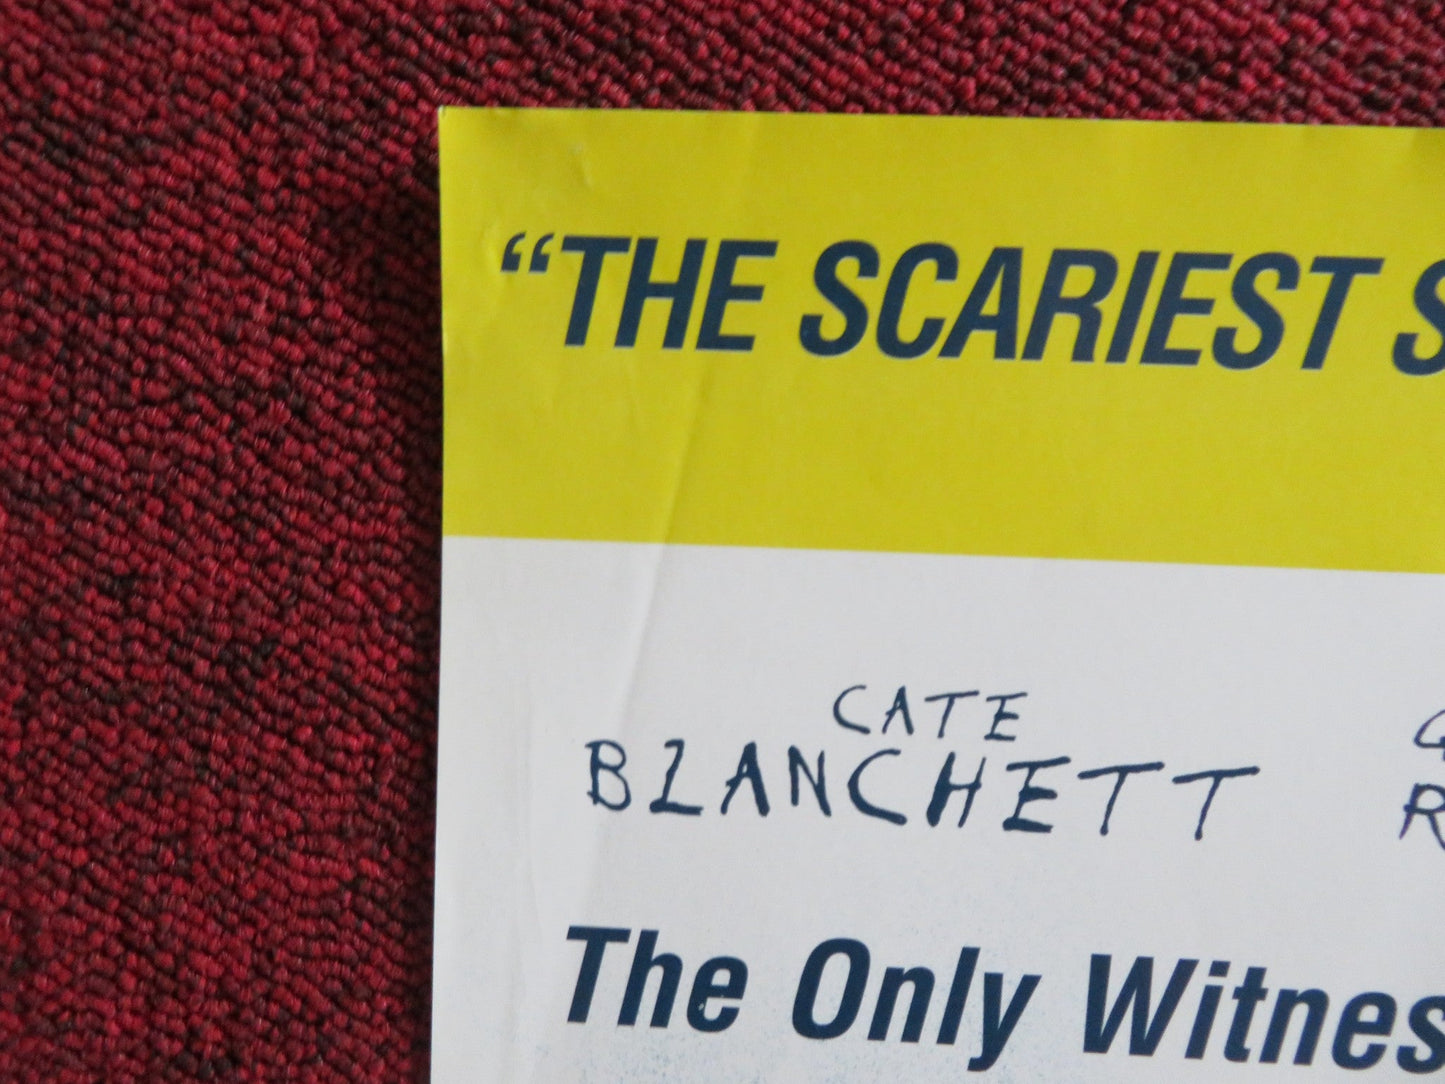 “THE SCARIEST S
CATE
BLANCHETT
The Only Witnes